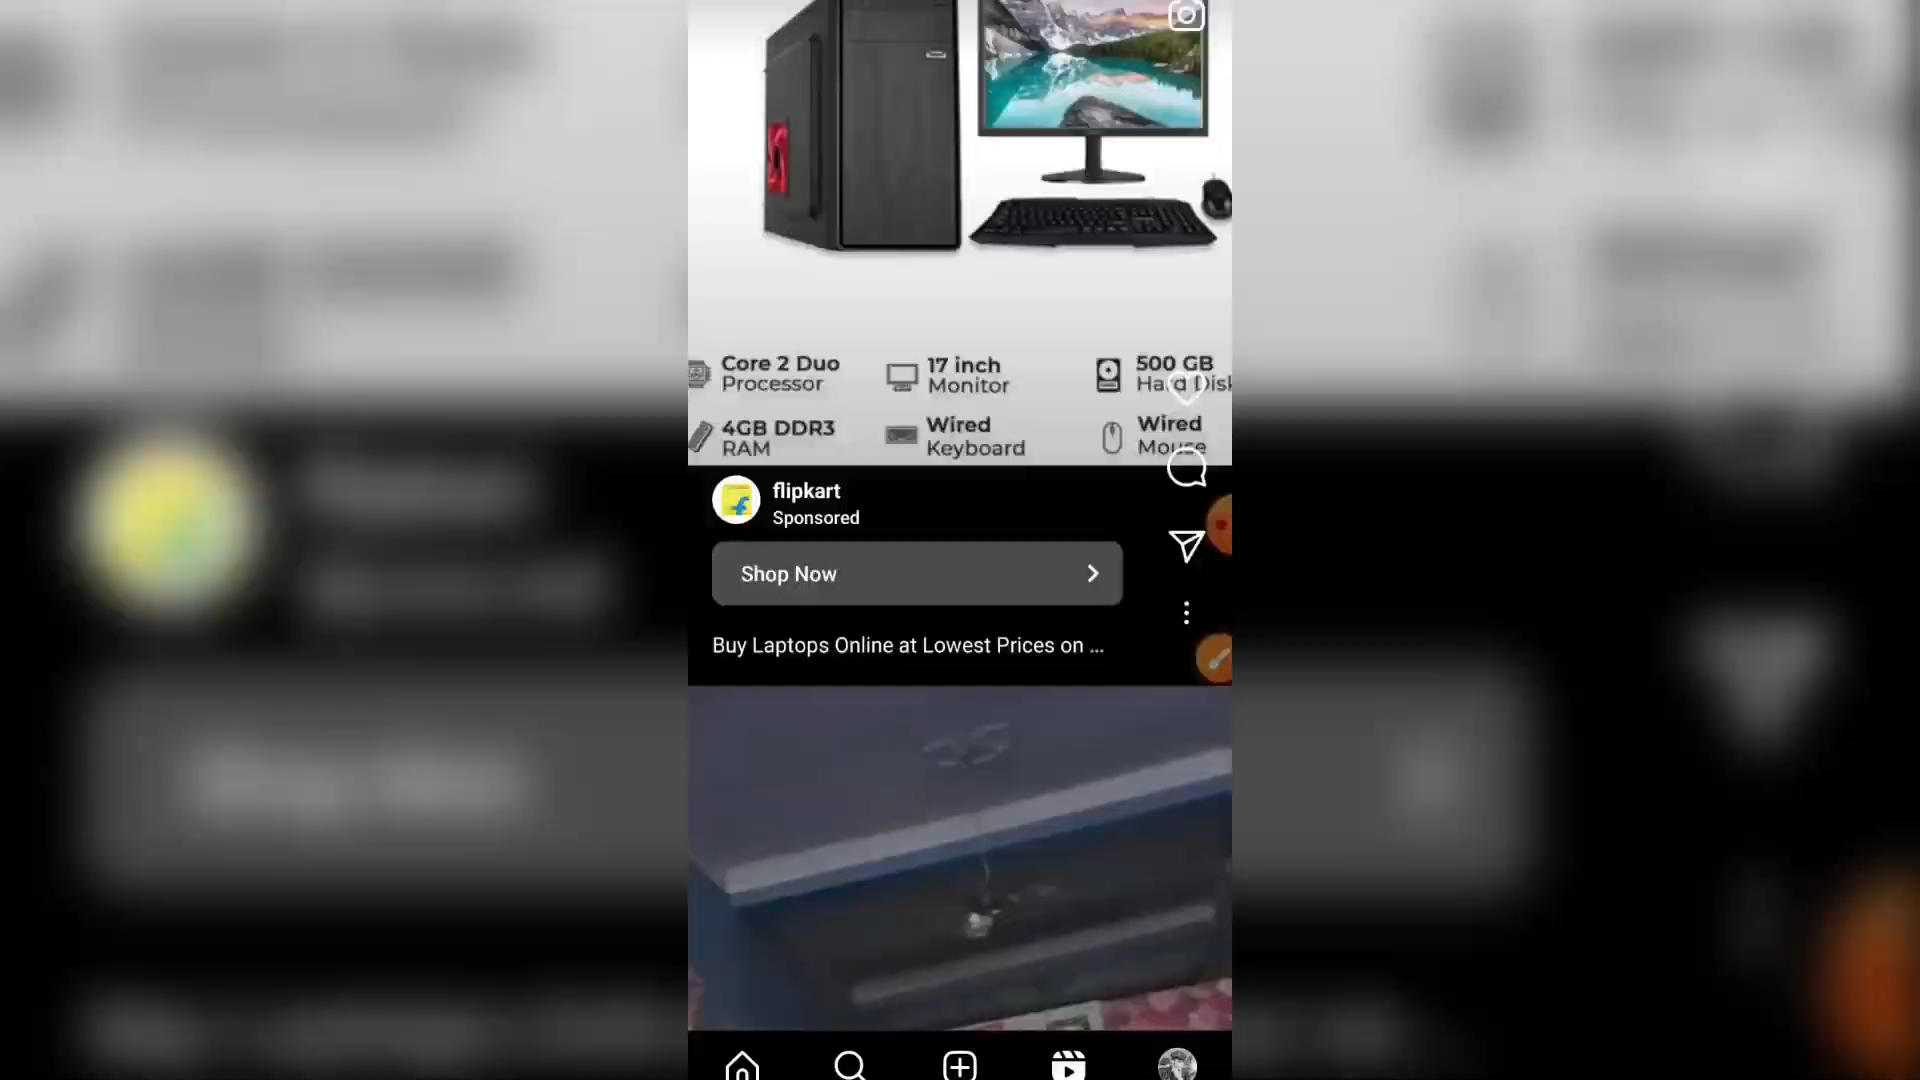 Core 2 Duo
Processor
17 inch
Monitor
500 GB
Hard Disk
4GB DDR3
RAM
Wired
Keyboard
Wired
Mouse
flipkart
Sponsored
Shop Now
Buy Laptops Online at Lowest Prices on ...